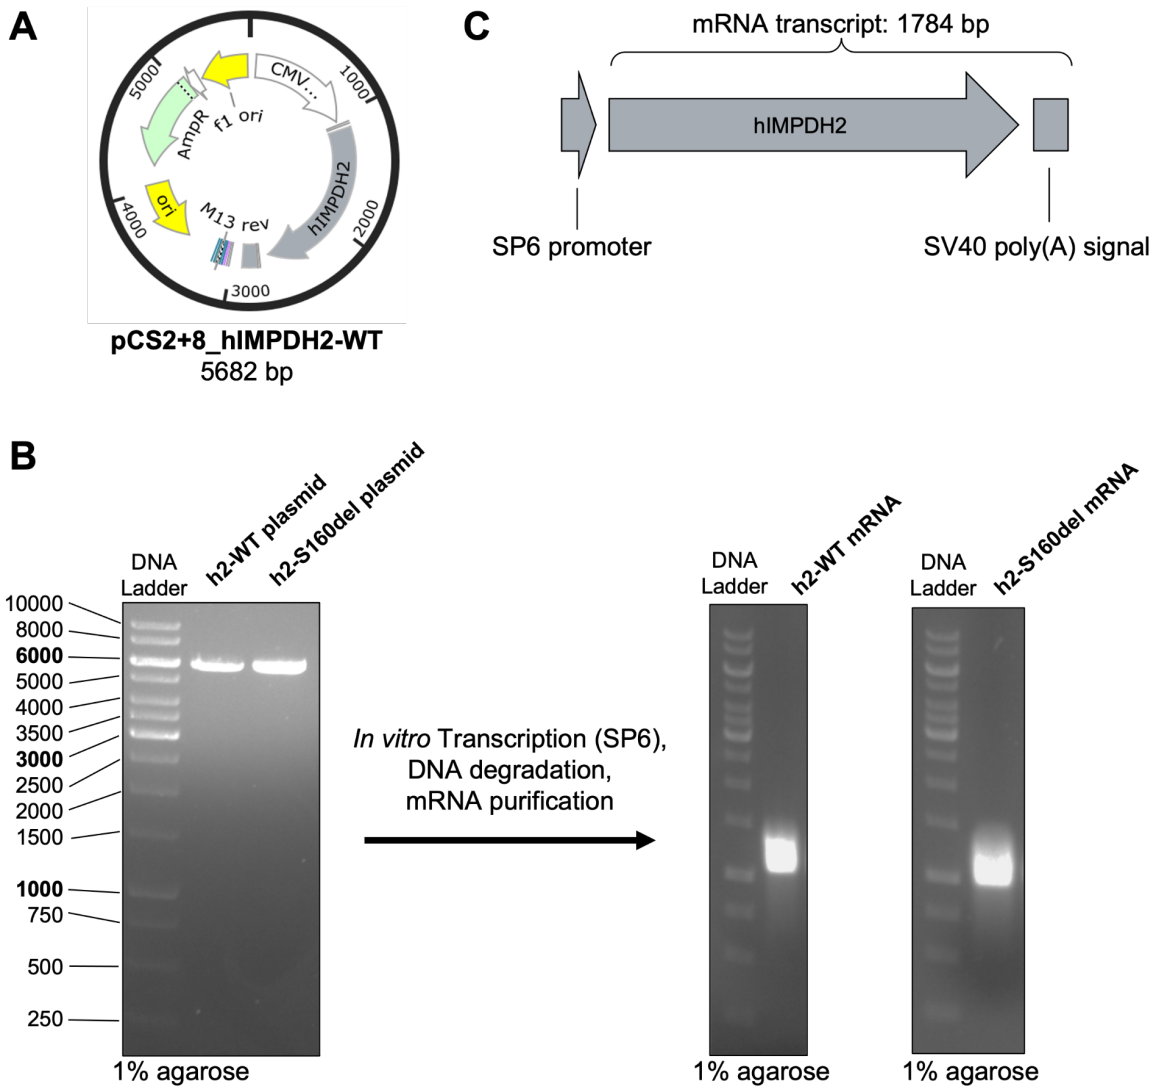 A
5000
1000
2000
3000
4000
CMV...
f1 ori
AmpR
ori
M13 rev
hIMPDH2
pCS2+8_hIMPDH2-WT
5682 bp
C
mRNA transcript: 1784 bp
hIMPDH2
SP6 promoter
SV40 poly(A) signal
B
DNA
Ladder
h2-WT plasmid
h2-S160del plasmid
10000
8000
6000
5000
4000
3500
3000
2500
2000
1500
1000
750
500
250
1% agarose
In vitro Transcription (SP6),
DNA degradation,
mRNA purification
DNA
Ladder
h2-WT mRNA
1% agarose
DNA
Ladder
h2-S160del mRNA
1% agarose